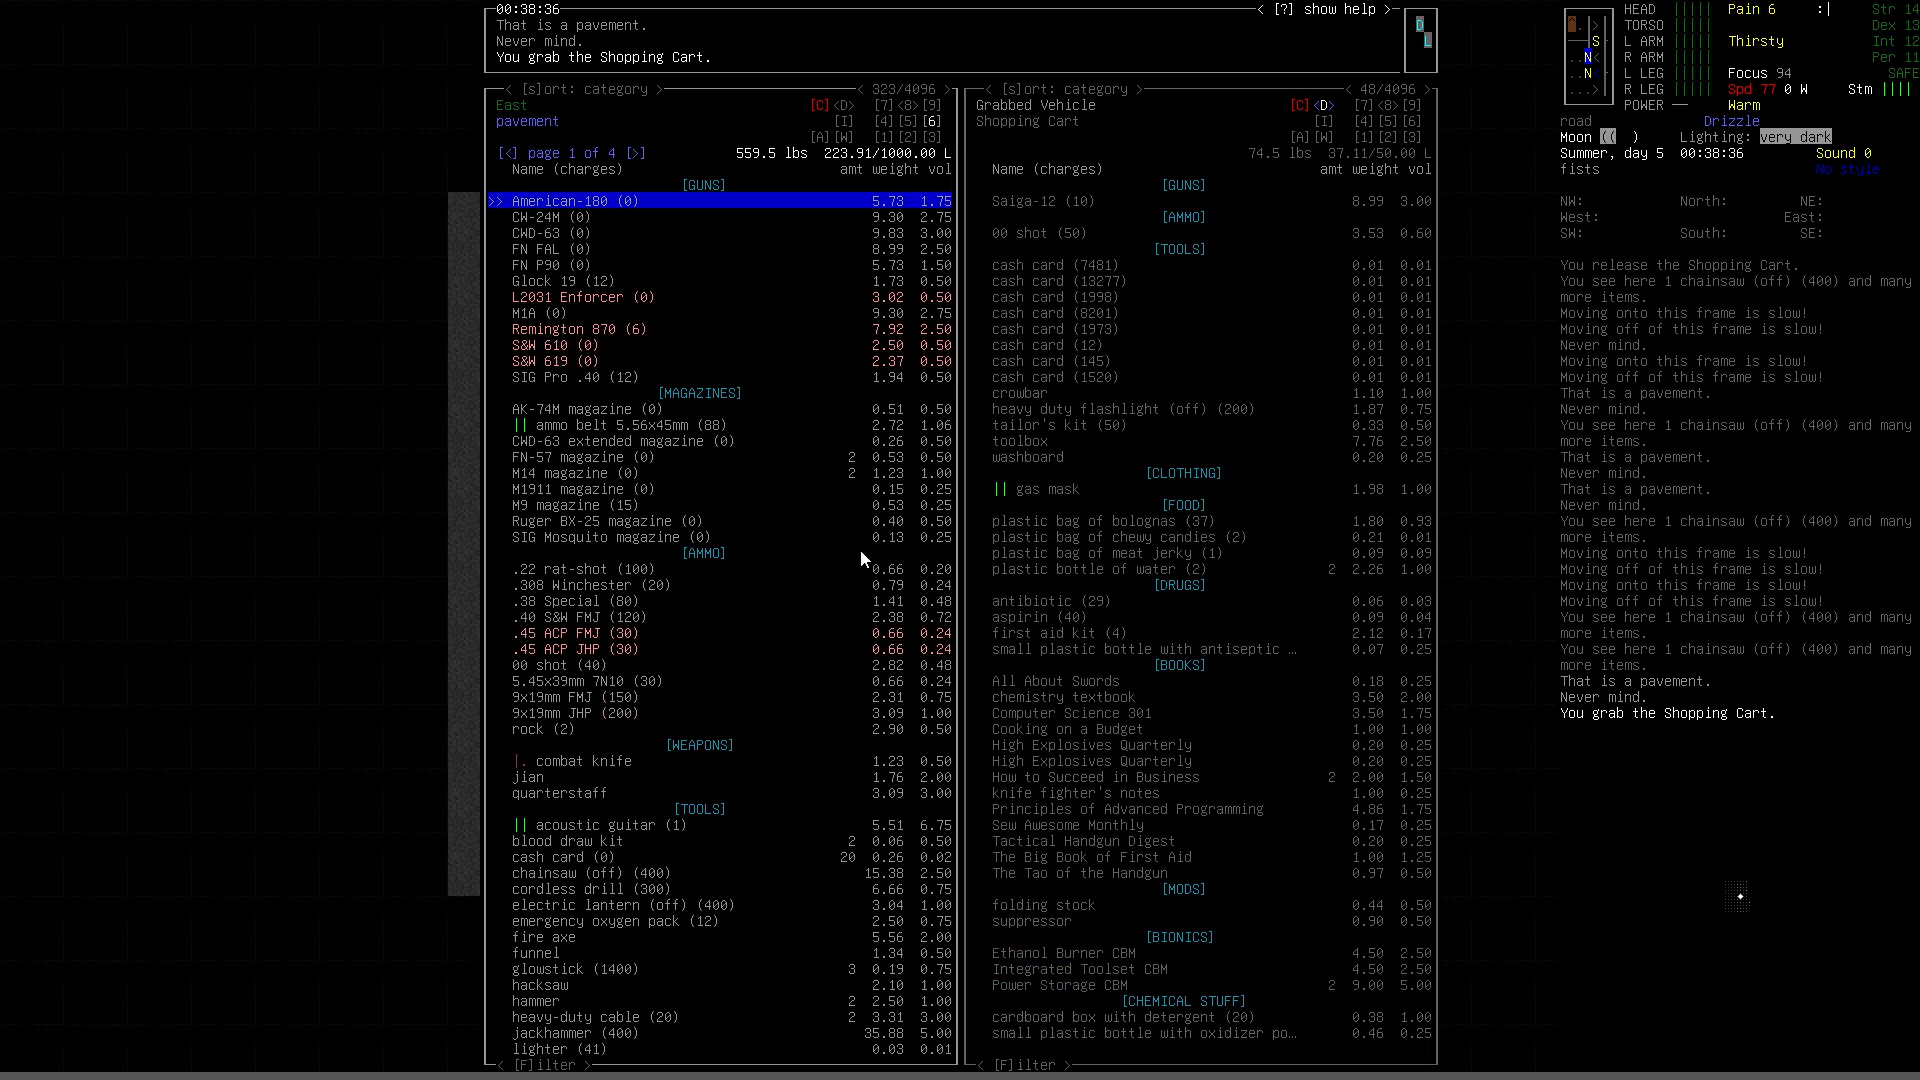 00:38:36 < [?] show help >
That is a pavement.
Never mind.
You grab the Shopping Cart.
D
L
< [s]ort: category > < 323/4096 >
East [C] <D> [7] <8> [9]
pavement [I] [4] [5] [6]
[A] [W] [1] [2] [3]
[<] page 1 of 4 [>] 559.5 lbs 223.91/1000.00 L
Name (charges) amt weight vol
[GUNS]
>> American-180 (0) 5.73 1.75
CW-24M (0) 9.30 2.75
CWD-63 (0) 9.83 3.00
FN FAL (0) 8.99 2.50
FN P90 (0) 5.73 1.50
Glock 19 (12) 1.73 0.50
L2031 Enforcer (0) 3.02 0.50
M1A (0) 9.30 2.75
Remington 870 (6) 7.92 2.50
S&W 610 (0) 2.50 0.50
S&W 619 (0) 2.37 0.50
SIG Pro .40 (12) 1.94 0.50
[MAGAZINES]
AK-74M magazine (0) 0.51 0.50
|| ammo belt 5.56x45mm (88) 2.72 1.06
CWD-63 extended magazine (0) 0.26 0.50
FN-57 magazine (0) 2 0.53 0.50
M14 magazine (0) 2 1.23 1.00
M1911 magazine (0) 0.15 0.25
M9 magazine (15) 0.53 0.25
Ruger BX-25 magazine (0) 0.40 0.50
SIG Mosquito magazine (0) 0.13 0.25
[AMMO]
.22 rat-shot (100) 0.66 0.20
.308 Winchester (20) 0.79 0.24
.38 Special (80) 1.41 0.48
.40 S&W FMJ (120) 2.38 0.72
.45 ACP FMJ (30) 0.66 0.24
.45 ACP JHP (30) 0.66 0.24
00 shot (40) 2.82 0.48
5.45x39mm 7N10 (30) 0.66 0.24
9x19mm FMJ (150) 2.31 0.75
9x19mm JHP (200) 3.09 1.00
rock (2) 2.90 0.50
[WEAPONS]
|. combat knife 1.23 0.50
jian 1.76 2.00
quarterstaff 3.09 3.00
[TOOLS]
|| acoustic guitar (1) 5.51 6.75
blood draw kit 2 0.06 0.50
cash card (0) 20 0.26 0.02
chainsaw (off) (400) 15.38 2.50
cordless drill (300) 6.66 0.75
electric lantern (off) (400) 3.04 1.00
emergency oxygen pack (12) 2.50 0.75
fire axe 5.56 2.00
funnel 1.34 0.50
glowstick (1400) 3 0.19 0.75
hacksaw 2.10 1.00
hammer 2 2.50 1.00
heavy-duty cable (20) 2 3.31 3.00
jackhammer (400) 35.88 5.00
lighter (41) 0.03 0.01
< [F]ilter >
< [s]ort: category > < 48/4096 >
Grabbed Vehicle [C] <D> [7] <8> [9]
Shopping Cart [I] [4] [5] [6]
[A] [W] [1] [2] [3]
74.5 lbs 37.11/50.00 L
Name (charges) amt weight vol
[GUNS]
Saiga-12 (10) 8.99 3.00
[AMMO]
00 shot (50) 3.53 0.60
[TOOLS]
cash card (7481) 0.01 0.01
cash card (13277) 0.01 0.01
cash card (1998) 0.01 0.01
cash card (8201) 0.01 0.01
cash card (1973) 0.01 0.01
cash card (12) 0.01 0.01
cash card (145) 0.01 0.01
cash card (1520) 0.01 0.01
crowbar 1.10 1.00
heavy duty flashlight (off) (200) 1.87 0.75
tailor's kit (50) 0.33 0.50
toolbox 7.76 2.50
washboard 0.20 0.25
[CLOTHING]
|| gas mask 1.98 1.00
[FOOD]
plastic bag of bolognas (37) 1.80 0.93
plastic bag of chewy candies (2) 0.21 0.01
plastic bag of meat jerky (1) 0.09 0.09
plastic bottle of water (2) 2 2.26 1.00
[DRUGS]
antibiotic (29) 0.06 0.03
aspirin (40) 0.09 0.04
first aid kit (4) 2.12 0.17
small plastic bottle with antiseptic … 0.07 0.25
[BOOKS]
All About Swords 0.18 0.25
chemistry textbook 3.50 2.00
Computer Science 301 3.50 1.75
Cooking on a Budget 1.00 1.00
High Explosives Quarterly 0.20 0.25
High Explosives Quarterly 0.20 0.25
How to Succeed in Business 2 2.00 1.50
knife fighter's notes 1.00 0.25
Principles of Advanced Programming 4.86 1.75
Sew Awesome Monthly 0.17 0.25
Tactical Handgun Digest 0.20 0.25
The Big Book of First Aid 1.00 1.25
The Tao of the Handgun 0.97 0.50
[MODS]
folding stock 0.44 0.50
suppressor 0.90 0.50
[BIONICS]
Ethanol Burner CBM 4.50 2.50
Integrated Toolset CBM 4.50 2.50
Power Storage CBM 2 9.00 5.00
[CHEMICAL STUFF]
cardboard box with detergent (20) 0.38 1.00
small plastic bottle with oxidizer po… 0.46 0.25
< [F]ilter >
HEAD ||||| Pain 6 :| Str 14
TORSO ||||| Dex 13
L ARM ||||| Thirsty Int 12
R ARM ||||| Per 11
L LEG ||||| Focus 94 SAFE
R LEG ||||| Spd 77 0 W Stm ||||
POWER — Warm
road Drizzle
Moon (( ) Lighting: very dark
Summer, day 5 00:38:36 Sound 0
fists No style
NW: North: NE:
West: East:
SW: South: SE:
You release the Shopping Cart.
You see here 1 chainsaw (off) (400) and many
more items.
Moving onto this frame is slow!
Moving off of this frame is slow!
Never mind.
Moving onto this frame is slow!
Moving off of this frame is slow!
That is a pavement.
Never mind.
You see here 1 chainsaw (off) (400) and many
more items.
That is a pavement.
Never mind.
That is a pavement.
Never mind.
You see here 1 chainsaw (off) (400) and many
more items.
Moving onto this frame is slow!
Moving off of this frame is slow!
Moving onto this frame is slow!
Moving off of this frame is slow!
You see here 1 chainsaw (off) (400) and many
more items.
You see here 1 chainsaw (off) (400) and many
more items.
That is a pavement.
Never mind.
You grab the Shopping Cart.